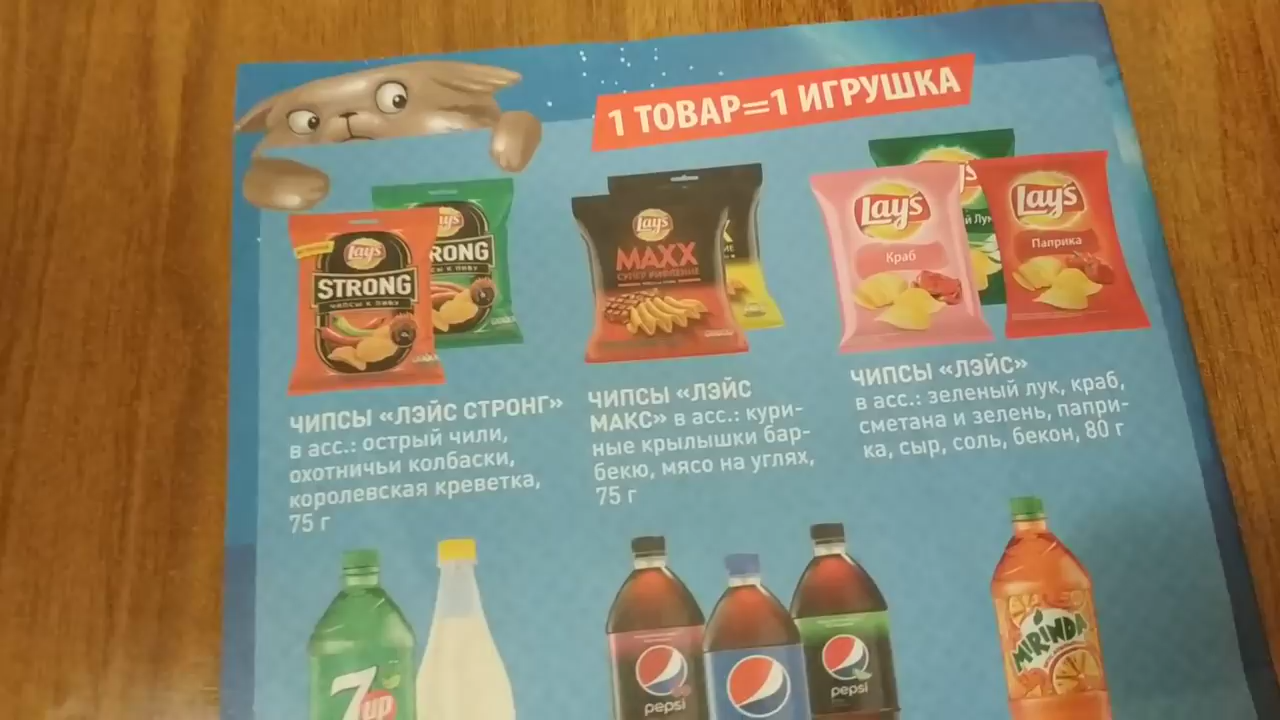 1 ТОВАР=1 ИГРУШКА
Lay's
STRONG
ЧИПСЫ К ПИВУ
Lay's
MAXX
Lay's
Краб
Lay's
Паприка
ЧИПСЫ «ЛЭЙС СТРОНГ»
в асс.: острый чили,
охотничьи колбаски,
королевская креветка,
75 г
ЧИПСЫ «ЛЭЙС
МАКС» в асс.: кури-
ные крылышки бар-
бекю, мясо на углях,
75 г
ЧИПСЫ «ЛЭЙС»
в асс.: зеленый лук, краб,
сметана и зелень, папри-
ка, сыр, соль, бекон, 80 г
7up
pepsi
pepsi
MIRINDA